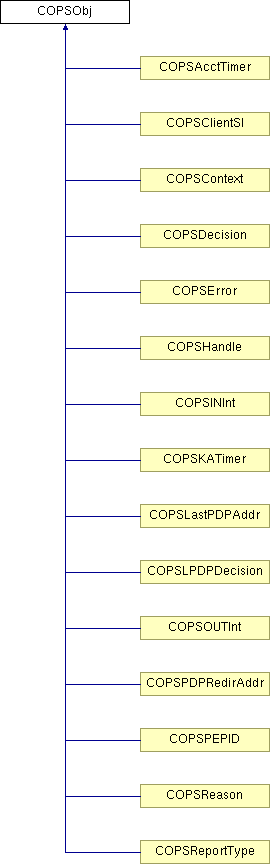 COPSObj
COPSAcctTimer
COPSClientSI
COPSContext
COPSDecision
COPSError
COPSHandle
COPSINInt
COPSKATimer
COPSLastPDPAddr
COPSLPDPDecision
COPSOUTInt
COPSPDPRedirAddr
COPSPEPID
COPSReason
COPSReportType